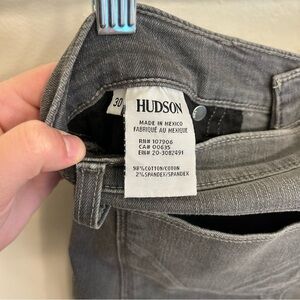 30
HUDSON
MADE IN MEXICO
FABRIQUÉ AU MEXIQUE
RN# 107906
CA# 00635
EIN# 20-3082491
98% COTTON/COTON
2% SPANDEX/SPANDEX